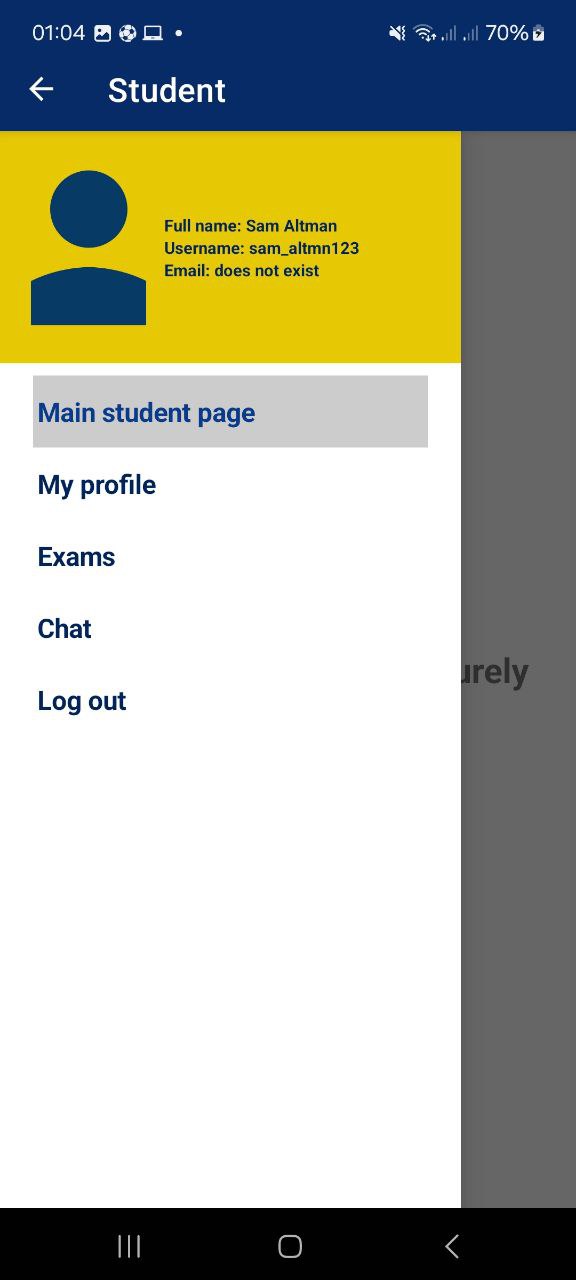 01:04
70%
Student
Full name: Sam Altman
Username: sam_altmn123
Email: does not exist
Main student page
My profile
Exams
Chat
urely
Log out